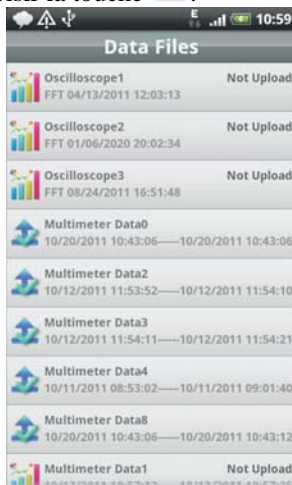 E 10:59
Data Files
Oscilloscope1 Not Upload
FFT 04/13/2011 12:03:13
Oscilloscope2 Not Upload
FFT 01/06/2020 20:02:34
Oscilloscope3 Not Upload
FFT 08/24/2011 16:51:48
Multimeter Data0
10/20/2011 10:43:06-----10/20/2011 10:43:06
Multimeter Data2
10/12/2011 11:53:52-----10/12/2011 11:54:10
Multimeter Data3
10/12/2011 11:54:11-----10/12/2011 11:54:21
Multimeter Data4
10/11/2011 08:53:02-----10/11/2011 09:01:40
Multimeter Data8
10/20/2011 10:43:06-----10/20/2011 10:43:12
Multimeter Data1 Not Upload